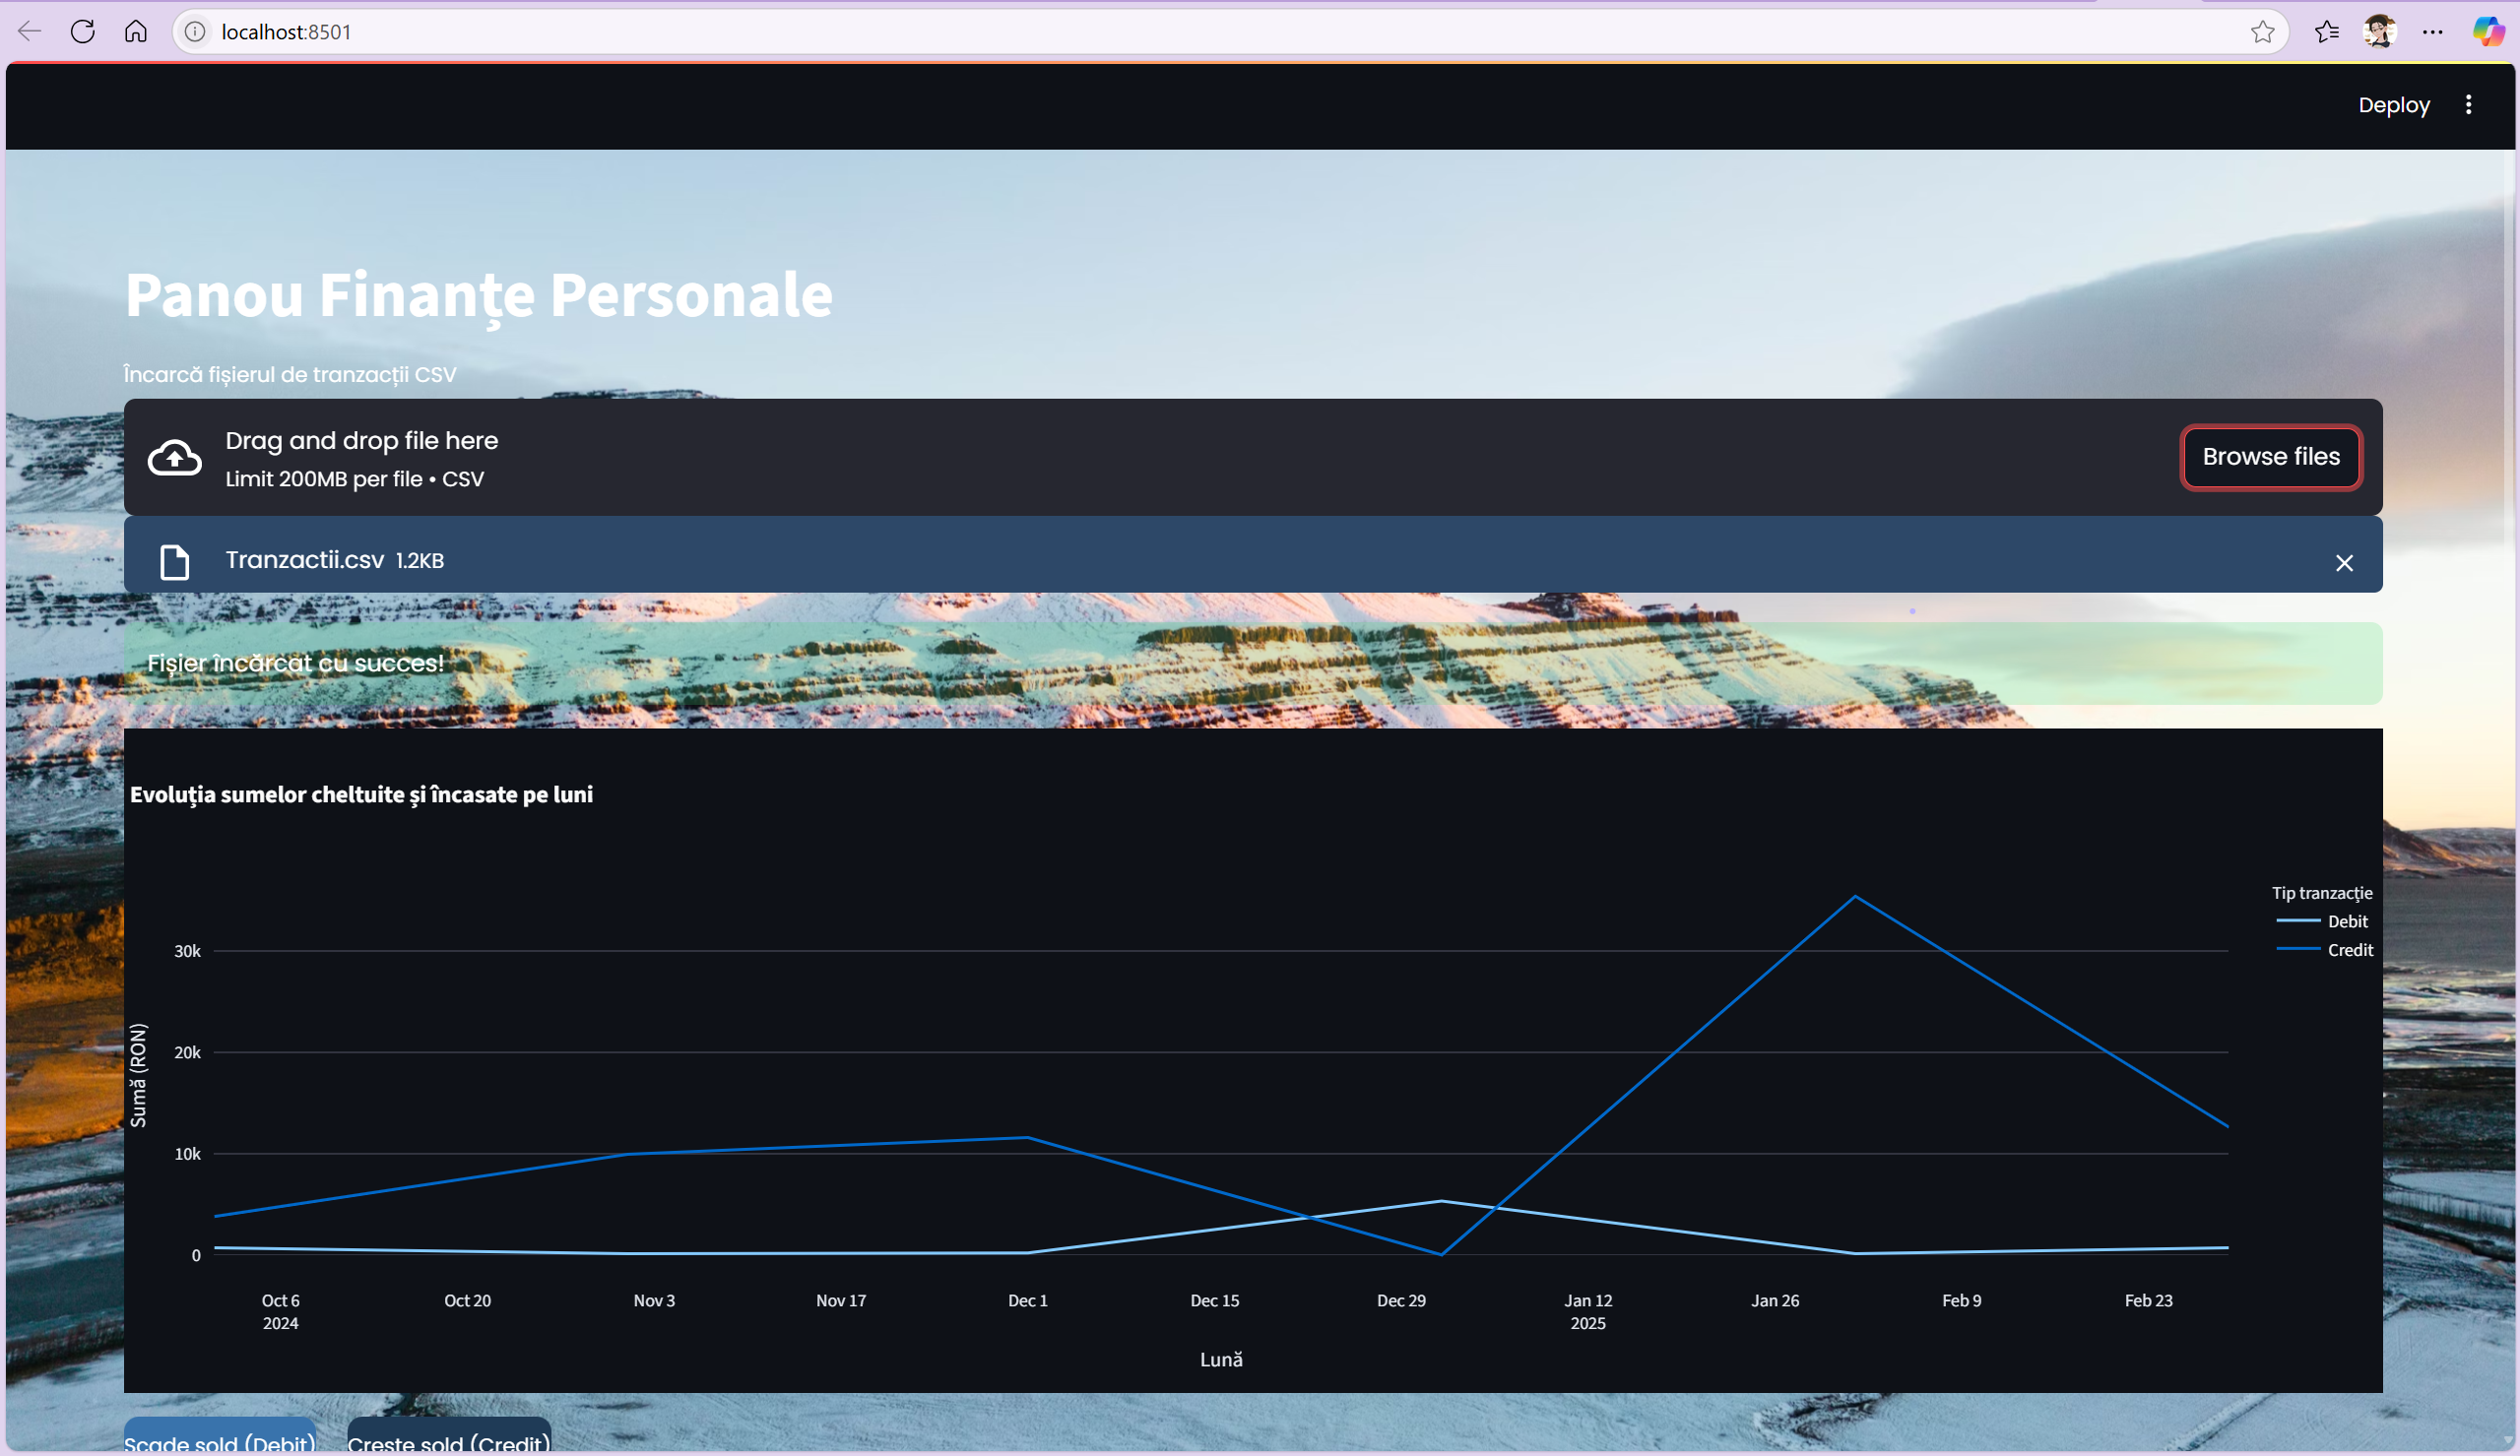 localhost:8501
Deploy
Panou Finanțe Personale
Încarcă fișierul de tranzacții CSV
Drag and drop file here
Limit 200MB per file • CSV
Browse files
Tranzactii.csv 1.2KB
Fișier încărcat cu succes!
Evoluția sumelor cheltuite și încasate pe luni
Tip tranzacție
Debit
Credit
30k
20k
10k
0
Sumă (RON)
Oct 6
2024
Oct 20
Nov 3
Nov 17
Dec 1
Dec 15
Dec 29
Jan 12
2025
Jan 26
Feb 9
Feb 23
Lună
Scade sold (Debit)
Crește sold (Credit)